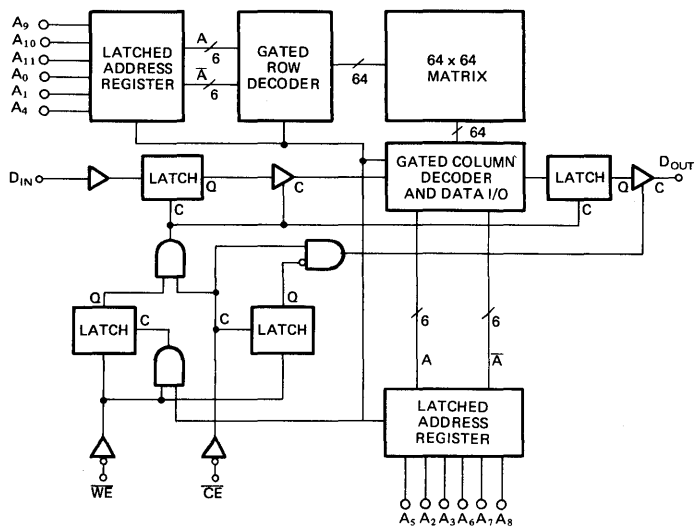 A9
A10
A11
A0
A1
A4
LATCHED
ADDRESS
REGISTER
A
6
A̅
6
GATED
ROW
DECODER
64
64 x 64
MATRIX
64
DIN
LATCH
Q
C
C
GATED COLUMN
DECODER
AND DATA I/O
LATCH
Q
C
DOUT
C
Q
LATCH
C
C
Q
LATCH
6
A
6
A̅
LATCHED
ADDRESS
REGISTER
W̅E̅
C̅E̅
A5
A2
A3
A6
A7
A8